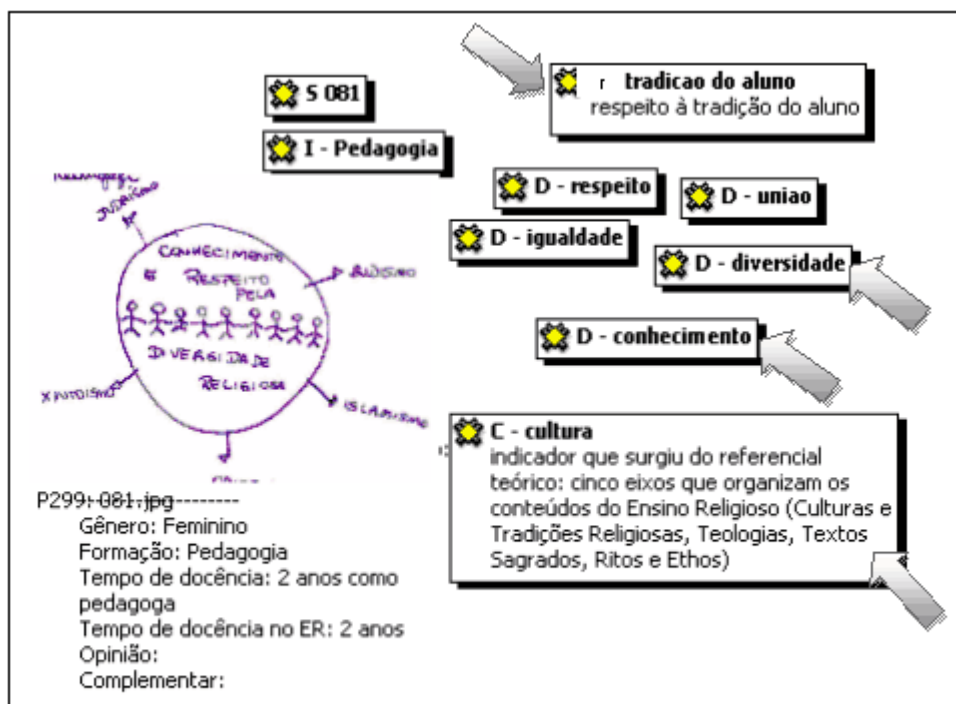 S 081
I - Pedagogia
r tradicao do aluno
respeito à tradição do aluno
D - respeito
D - uniao
D - igualdade
D - diversidade
D - conhecimento
JUDAÍSMO
CONHECIMENTO
E RESPEITO
PELA
DIVERSIDADE
RELIGIOSA
BUDISMO
XINTOÍSMO
ISLAMISMO
C - cultura
indicador que surgiu do referencial
teórico: cinco eixos que organizam os
conteúdos do Ensino Religioso (Culturas e
Tradições Religiosas, Teologias, Textos
Sagrados, Ritos e Ethos)
P299: 081.jpg--------
Gênero: Feminino
Formação: Pedagogia
Tempo de docência: 2 anos como
pedagoga
Tempo de docência no ER: 2 anos
Opinião:
Complementar: